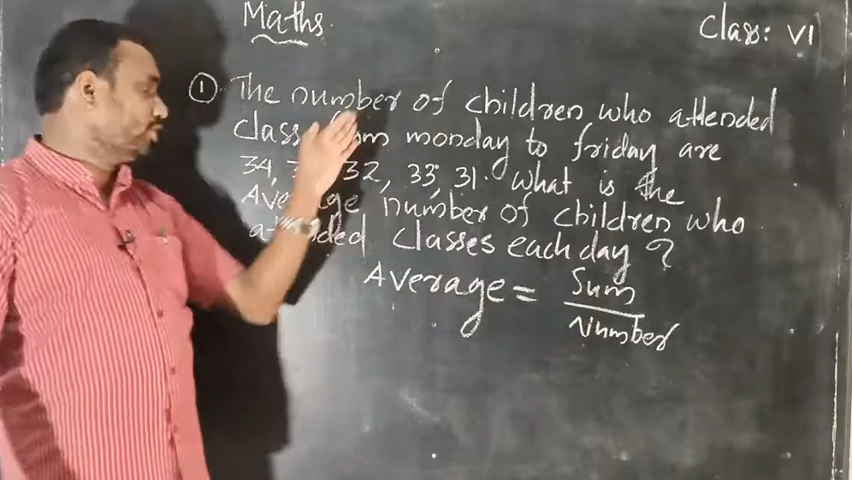 Maths
Class: VI
① The number of children who attended
class from monday to friday are
34, 32, 33, 31. What is the
Average number of children who
attended classes each day ?
Average = Sum
Number